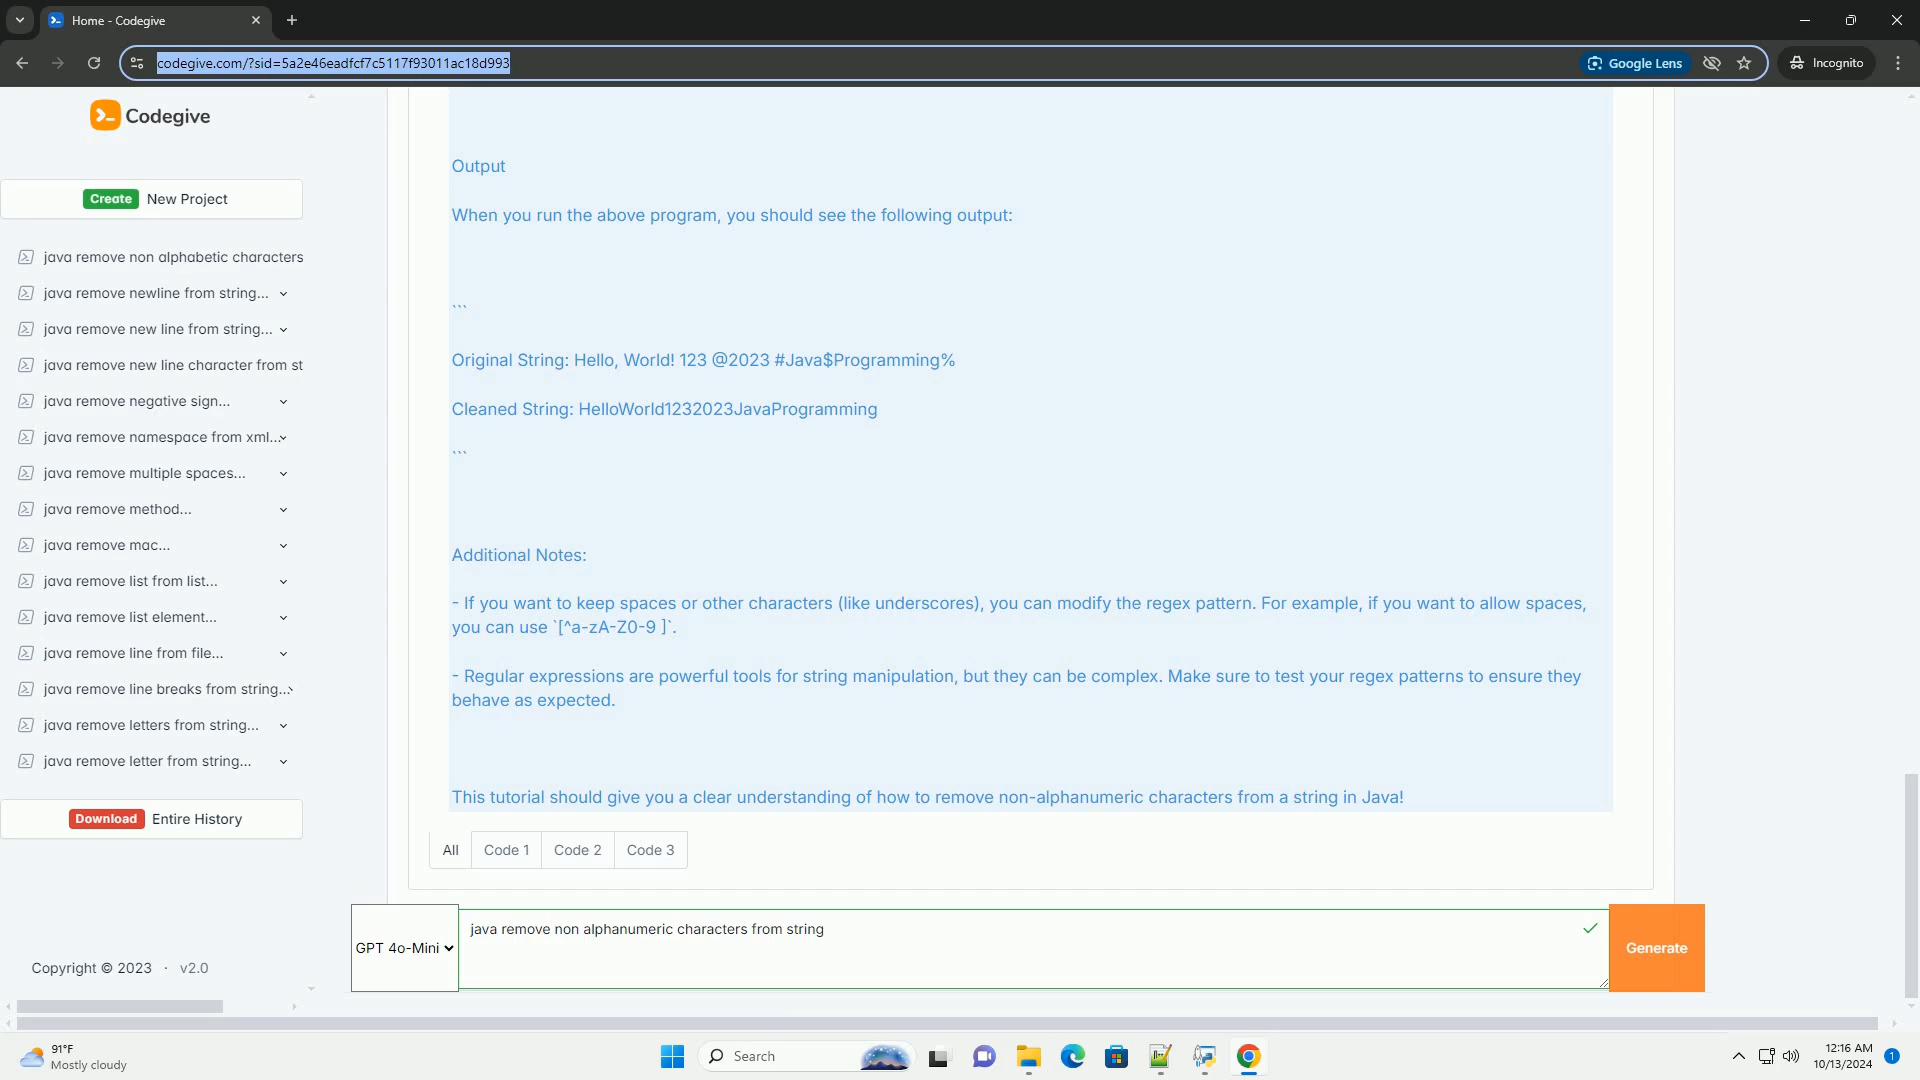 Home - Codegive
codegive.com/?sid=5a2e46eadfcf7c5117f93011ac18d993
Google Lens
Incognito
Codegive
Create New Project
java remove non alphabetic characters
java remove newline from string...
java remove new line from string...
java remove new line character from st
java remove negative sign...
java remove namespace from xml...
java remove multiple spaces...
java remove method...
java remove mac...
java remove list from list...
java remove list element...
java remove line from file...
java remove line breaks from string...
java remove letters from string...
java remove letter from string...
Download Entire History
Copyright © 2023 · v2.0
Output
When you run the above program, you should see the following output:
```
Original String: Hello, World! 123 @2023 #Java$Programming%
Cleaned String: HelloWorld1232023JavaProgramming
```
Additional Notes:
- If you want to keep spaces or other characters (like underscores), you can modify the regex pattern. For example, if you want to allow spaces,
you can use `[^a-zA-Z0-9 ]`.
- Regular expressions are powerful tools for string manipulation, but they can be complex. Make sure to test your regex patterns to ensure they
behave as expected.
This tutorial should give you a clear understanding of how to remove non-alphanumeric characters from a string in Java!
All Code 1 Code 2 Code 3
GPT 4o-Mini
java remove non alphanumeric characters from string
Generate
91°F
Mostly cloudy
Search
12:16 AM
10/13/2024
1